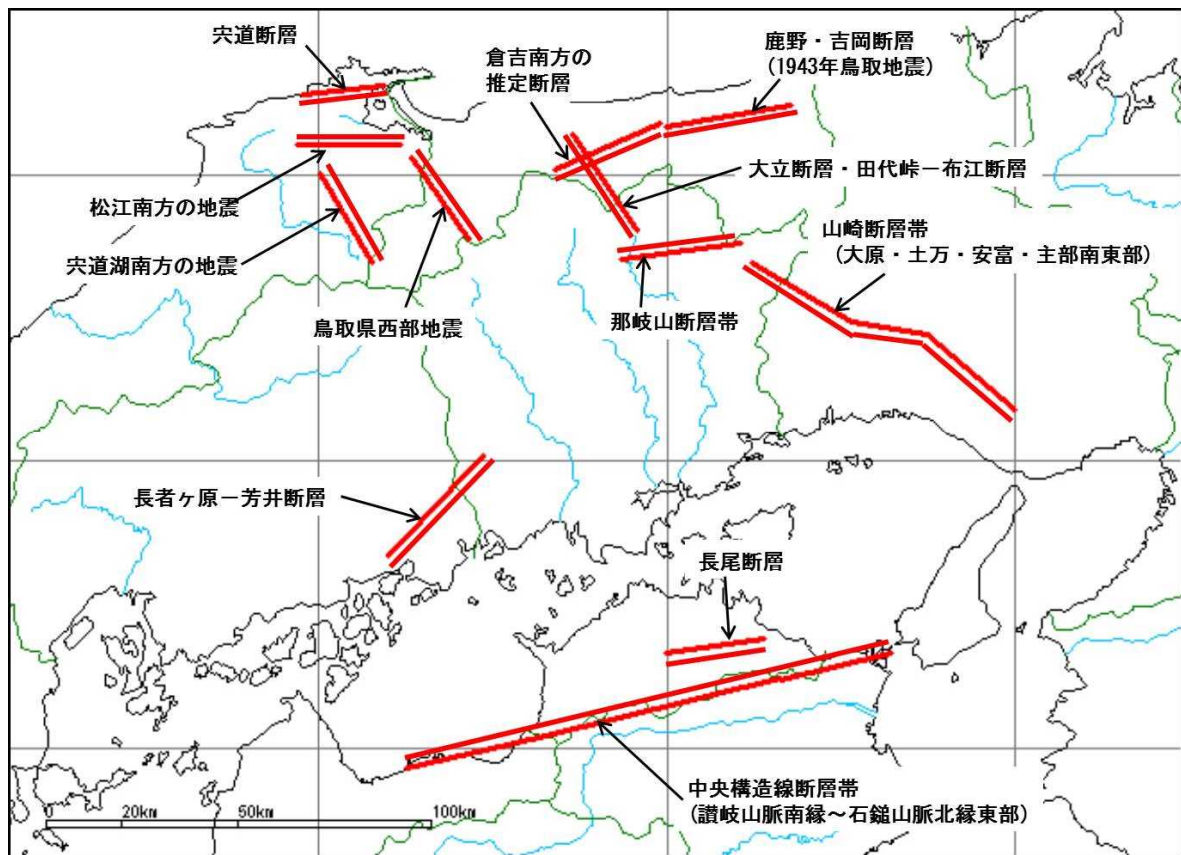 宍道断層
倉吉南方の
推定断層
鹿野・吉岡断層
(1943年鳥取地震)
大立断層・田代峠－布江断層
松江南方の地震
宍道湖南方の地震
鳥取県西部地震
那岐山断層帯
山崎断層帯
(大原・土万・安富・主部南東部)
長者ヶ原－芳井断層
長尾断層
中央構造線断層帯
(讃岐山脈南縁～石鎚山脈北縁東部)
0 20km 50km 100km